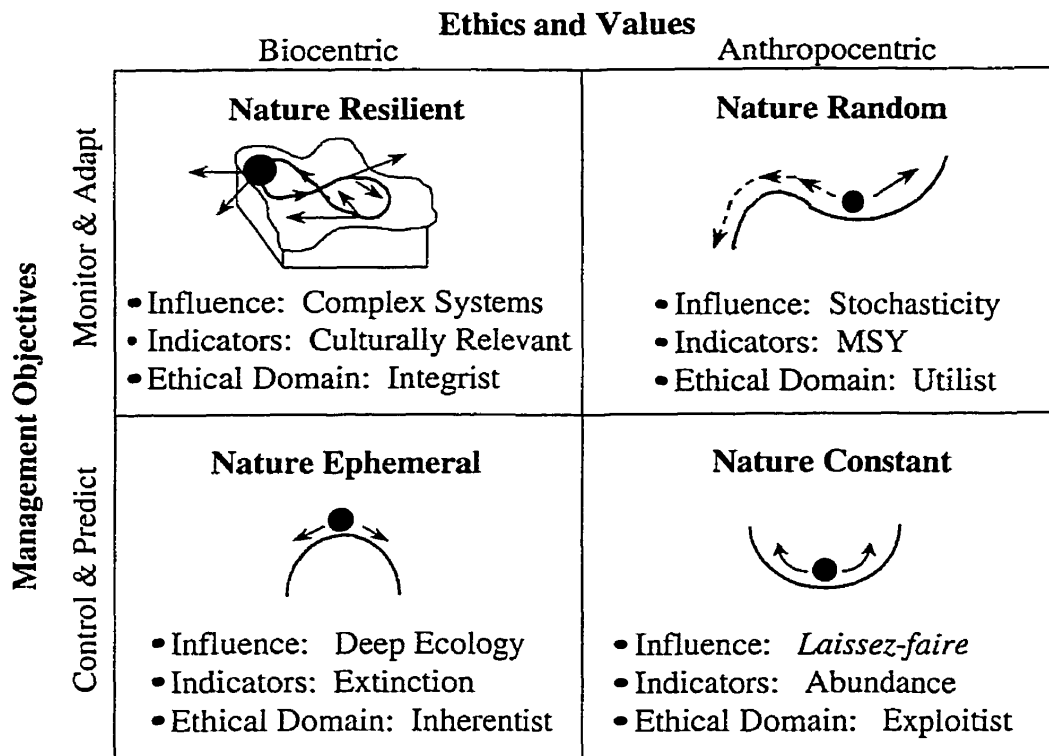 Ethics and Values
Biocentric
Anthropocentric
Management Objectives
Monitor & Adapt
Nature Resilient
• Influence: Complex Systems
• Indicators: Culturally Relevant
• Ethical Domain: Integrist
Nature Random
• Influence: Stochasticity
• Indicators: MSY
• Ethical Domain: Utilist
Control & Predict
Nature Ephemeral
• Influence: Deep Ecology
• Indicators: Extinction
• Ethical Domain: Inherentist
Nature Constant
• Influence: Laissez-faire
• Indicators: Abundance
• Ethical Domain: Exploitist